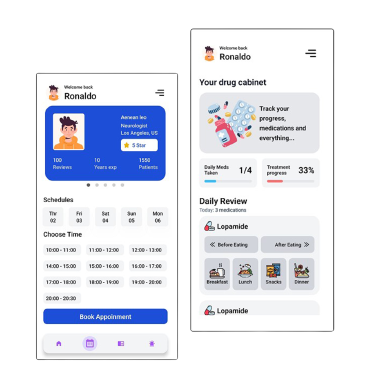 Welcome back
Ronaldo
Aenean leo
Neurologist
Los Angeles, US
5 Star
100
Reviews
10
Years exp
1550
Patients
Schedules
Thr
02
Fri
03
Sat
04
Sun
05
Mon
06
Choose Time
10:00 - 11:00
11:00 - 12:00
12:00 - 13:00
14:00 - 15:00
15:00 - 16:00
16:00 - 17:00
17:00 - 18:00
18:00 - 19:00
19:00 - 20:00
20:00 - 20:30
Book Appoinment
Welcome back
Ronaldo
Your drug cabinet
Track your
progress,
medications and
everything...
Daily Meds
Taken
1/4
Treatment
progress
33%
Daily Review
Today: 3 medications
Lopamide
Before Eating
After Eating
Breakfast
Lunch
Snacks
Dinner
Lopamide